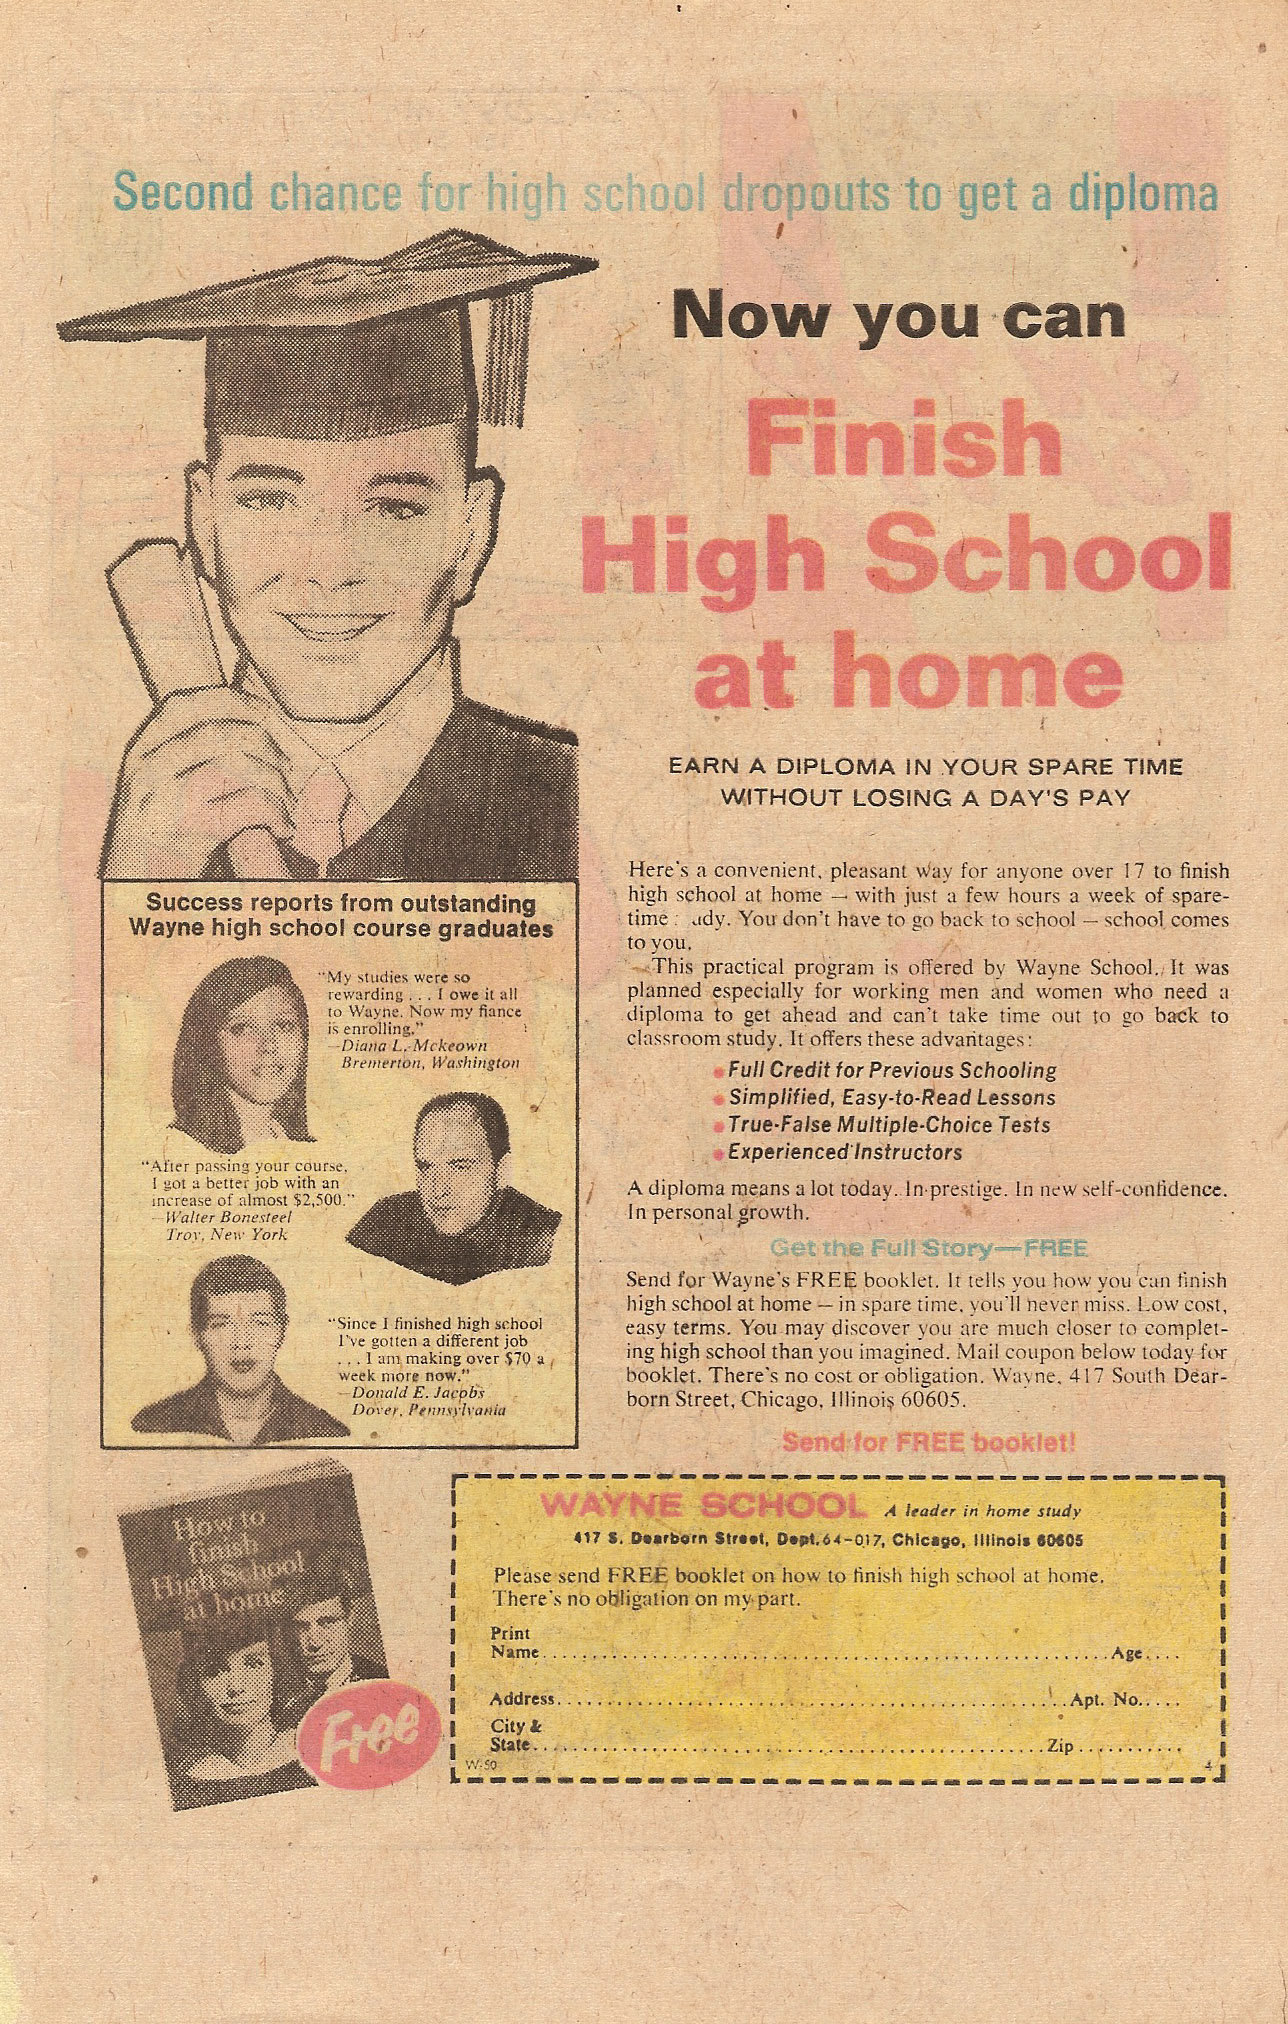 Second chance for high school dropouts to get a diploma
Now you can
Finish
High School
at home
EARN A DIPLOMA IN YOUR SPARE TIME
WITHOUT LOSING A DAY'S PAY
Here's a convenient, pleasant way for anyone over 17 to finish
high school at home — with just a few hours a week of spare-
time udy. You don't have to go back to school — school comes
to you.
This practical program is offered by Wayne School. It was
planned especially for working men and women who need a
diploma to get ahead and can't take time out to go back to
classroom study. It offers these advantages:
• Full Credit for Previous Schooling
• Simplified, Easy-to-Read Lessons
• True-False Multiple-Choice Tests
• Experienced Instructors
A diploma means a lot today. In prestige. In new self-confidence.
In personal growth.
Get the Full Story—FREE
Send for Wayne's FREE booklet. It tells you how you can finish
high school at home — in spare time, you'll never miss. Low cost,
easy terms. You may discover you are much closer to complet-
ing high school than you imagined. Mail coupon below today for
booklet. There's no cost or obligation. Wayne, 417 South Dear-
born Street, Chicago, Illinois 60605.
Send for FREE booklet!
Success reports from outstanding
Wayne high school course graduates
"My studies were so
rewarding . . . I owe it all
to Wayne. Now my fiance
is enrolling."
—Diana L. Mckeown
Bremerton, Washington
"After passing your course,
I got a better job with an
increase of almost $2,500."
—Walter Bonesteel
Troy, New York
"Since I finished high school
I've gotten a different job
. . . I am making over $70 a
week more now."
—Donald E. Jacobs
Dover, Pennsylvania
How to
finish
High School
at home
Free
WAYNE SCHOOL A leader in home study
417 S. Dearborn Street, Dept. 64-017, Chicago, Illinois 60605
Please send FREE booklet on how to finish high school at home.
There's no obligation on my part.
Print
Name Age
Address Apt. No.
City &
State Zip
W-50 4